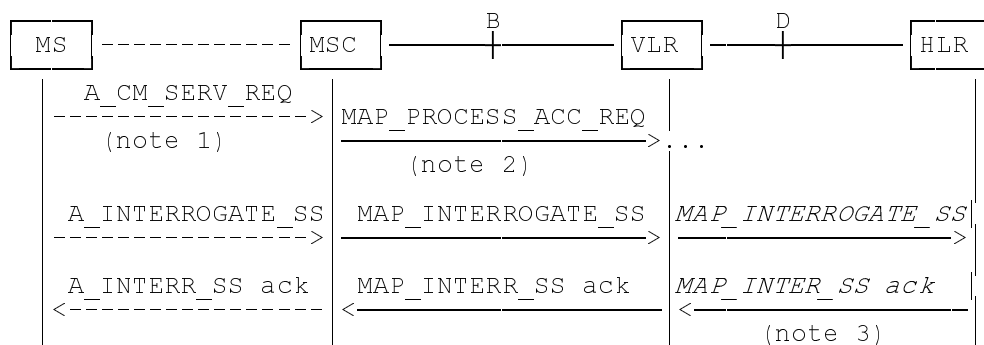 B D
MS MSC VLR HLR
A_CM_SERV_REQ
MAP_PROCESS_ACC_REQ
(note 1) ...
(note 2)
A_INTERROGATE_SS MAP_INTERROGATE_SS MAP_INTERROGATE_SS
A_INTERR_SS ack MAP_INTERR_SS ack MAP_INTER_SS ack
(note 3)